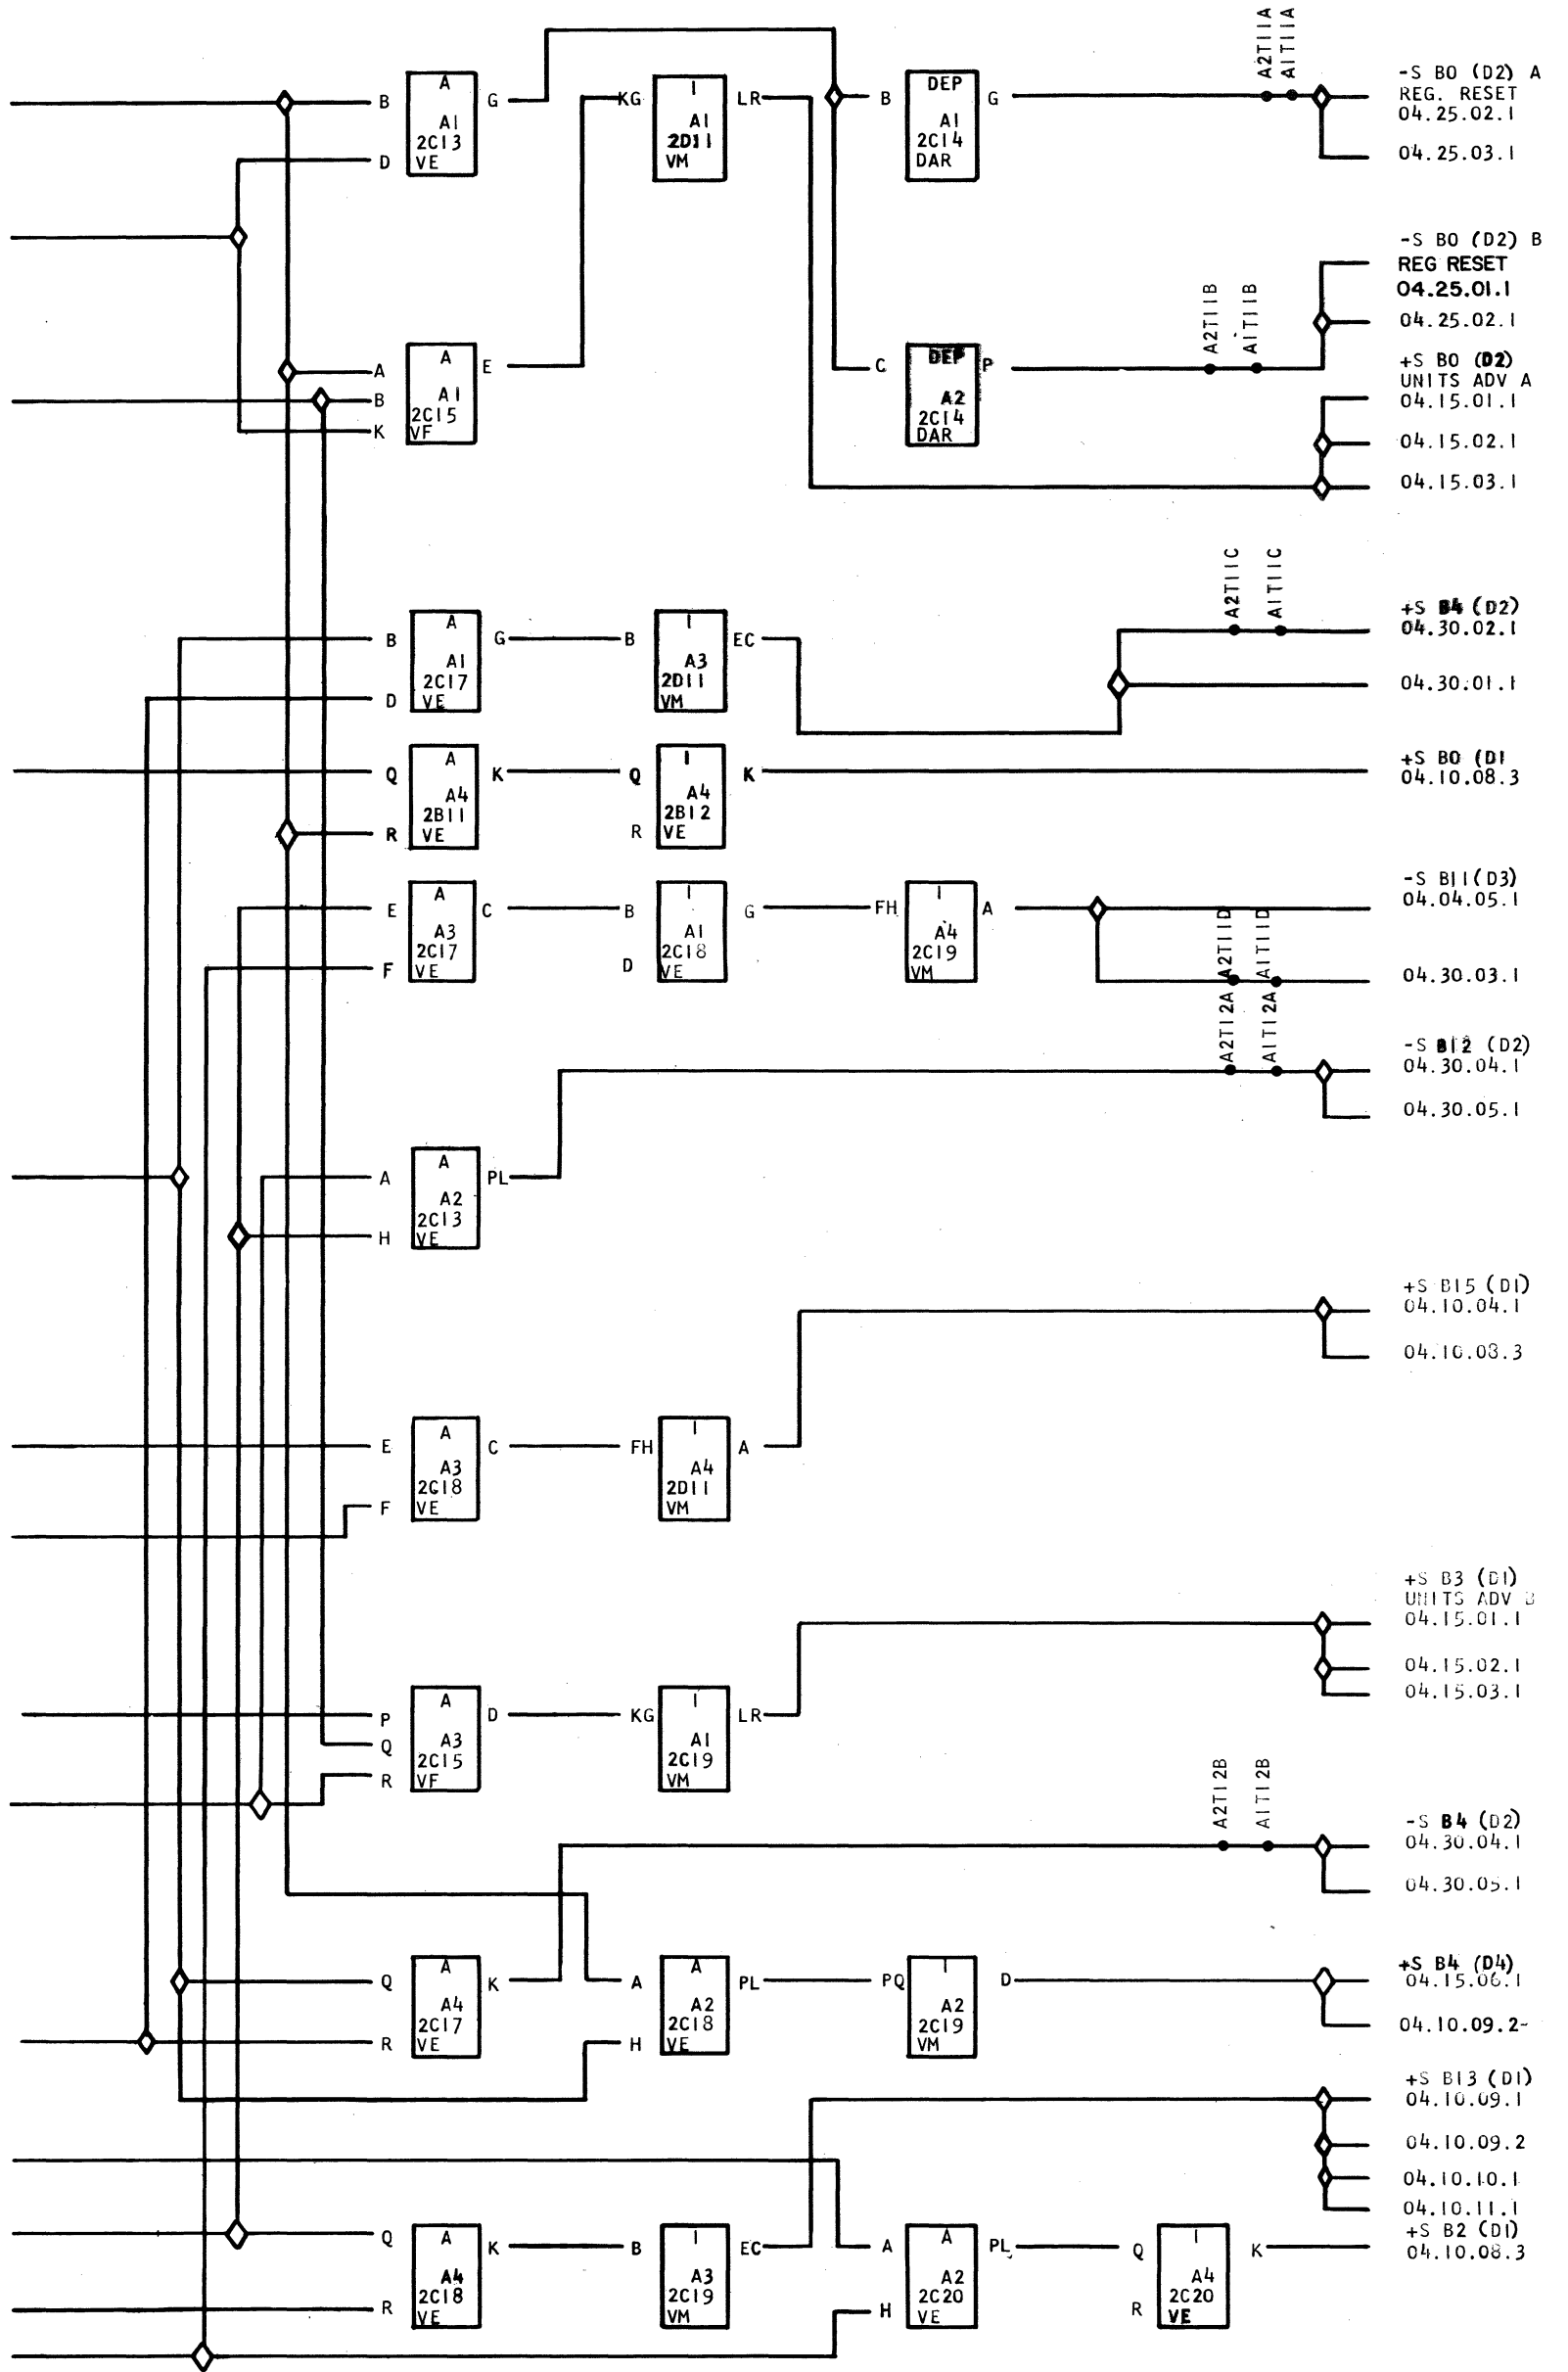 A2T11A
A1T11A
-S B0 (D2) A
REG. RESET
04.25.02.1
04.25.03.1
B
D
A
A1
2C13
VE
G
KG
I
A1
2D11
VM
LR
B
DEP
A1
2C14
DAR
G
A2T11B
A1T11B
-S B0 (D2) B
REG RESET
04.25.01.1
04.25.02.1
A
B
K
A
A1
2C15
VF
E
C
DEP
A2
2C14
DAR
P
+S B0 (D2)
UNITS ADV A
04.15.01.1
04.15.02.1
04.15.03.1
A2T11C
A1T11C
B
D
A
A1
2C17
VE
G
B
I
A3
2D11
VM
EC
+S B4 (D2)
04.30.02.1
04.30.01.1
Q
R
A
A4
2B11
VE
K
Q
R
I
A4
2B12
VE
K
+S B0 (D1
04.10.08.3
E
F
A
A3
2C17
VE
C
B
D
I
A1
2C18
VE
G
FH
I
A4
2C19
VM
A
A2T11D
A1T11D
-S B11(D3)
04.04.05.1
04.30.03.1
A2T12A
A1T12A
A
H
A
A2
2C13
VE
PL
-S B12 (D2)
04.30.04.1
04.30.05.1
E
F
A
A3
2C18
VE
C
FH
I
A4
2D11
VM
A
+S B15 (D1)
04.10.04.1
04.10.08.3
P
Q
R
A
A3
2C15
VF
D
KG
I
A1
2C19
VM
LR
+S B3 (D1)
UNITS ADV B
04.15.01.1
04.15.02.1
04.15.03.1
A2T12B
A1T12B
-S B4 (D2)
04.30.04.1
04.30.05.1
Q
R
A
A4
2C17
VE
K
A
H
A
A2
2C18
VE
PL
PQ
I
A2
2C19
VM
D
+S B4 (D4)
04.15.06.1
04.10.09.2-
+S B13 (D1)
04.10.09.1
04.10.09.2
04.10.10.1
04.10.11.1
Q
R
A
A4
2C18
VE
K
B
I
A3
2C19
VM
EC
A
H
A
A2
2C20
VE
PL
Q
R
I
A4
2C20
VE
K
+S B2 (D1)
04.10.08.3